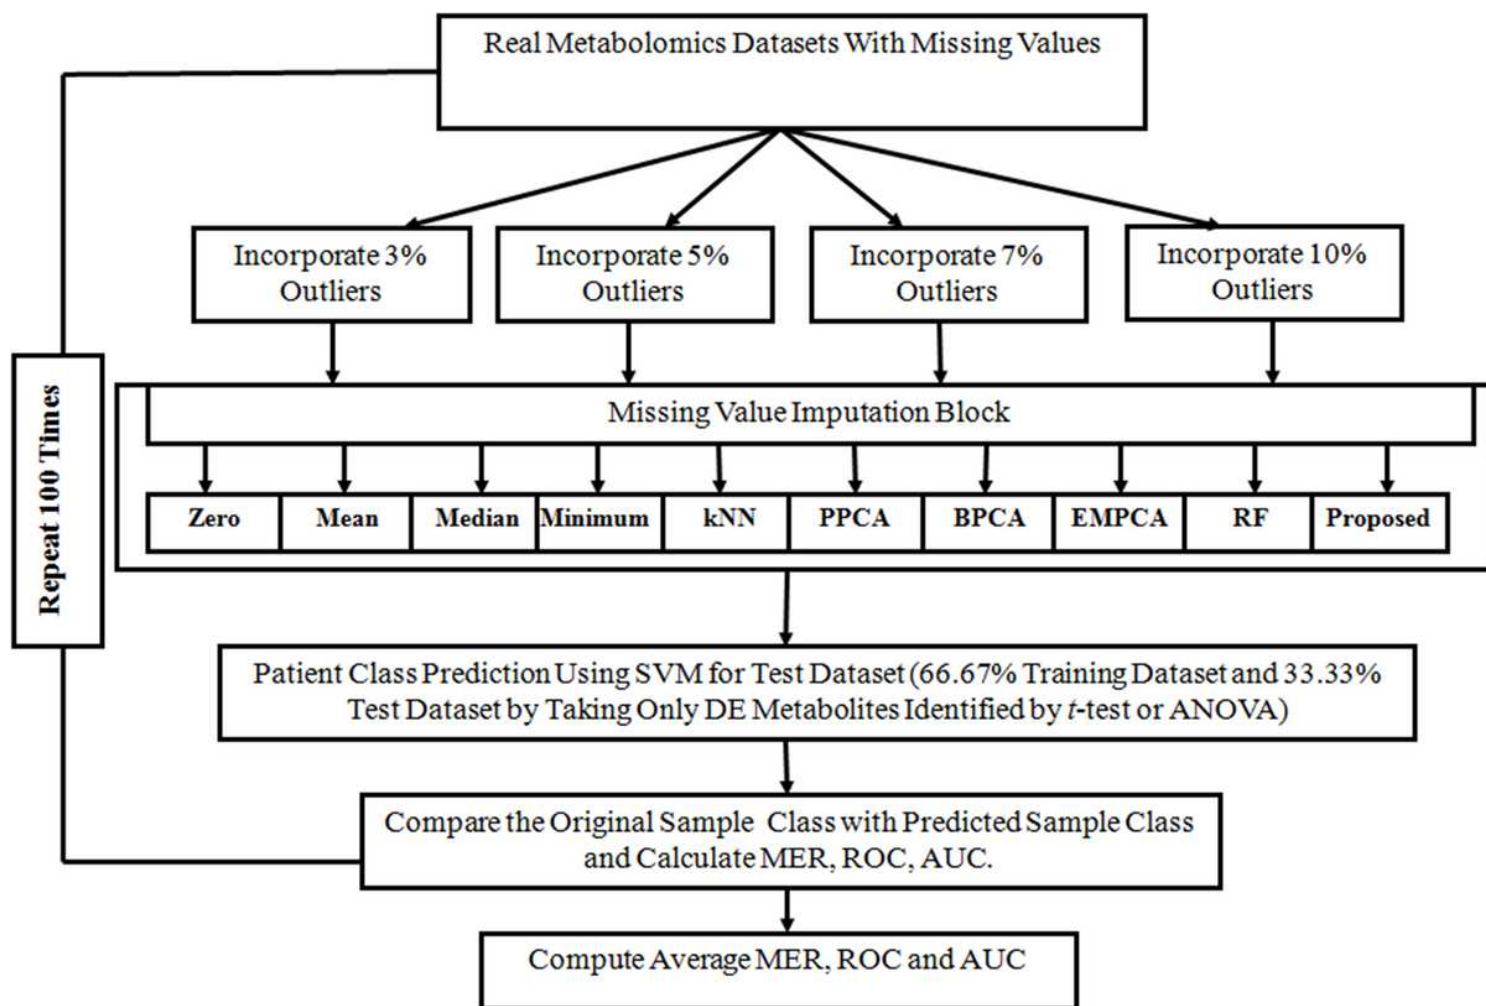 Real Metabolomics Datasets With Missing Values
Incorporate 3%
Outliers
Incorporate 5%
Outliers
Incorporate 7%
Outliers
Incorporate 10%
Outliers
Repeat 100 Times
Missing Value Imputation Block
Zero
Mean
Median
Minimum
kNN
PPCA
BPCA
EMPCA
RF
Proposed
Patient Class Prediction Using SVM for Test Dataset (66.67% Training Dataset and 33.33%
Test Dataset by Taking Only DE Metabolites Identified by t-test or ANOVA)
Compare the Original Sample Class with Predicted Sample Class
and Calculate MER, ROC, AUC.
Compute Average MER, ROC and AUC